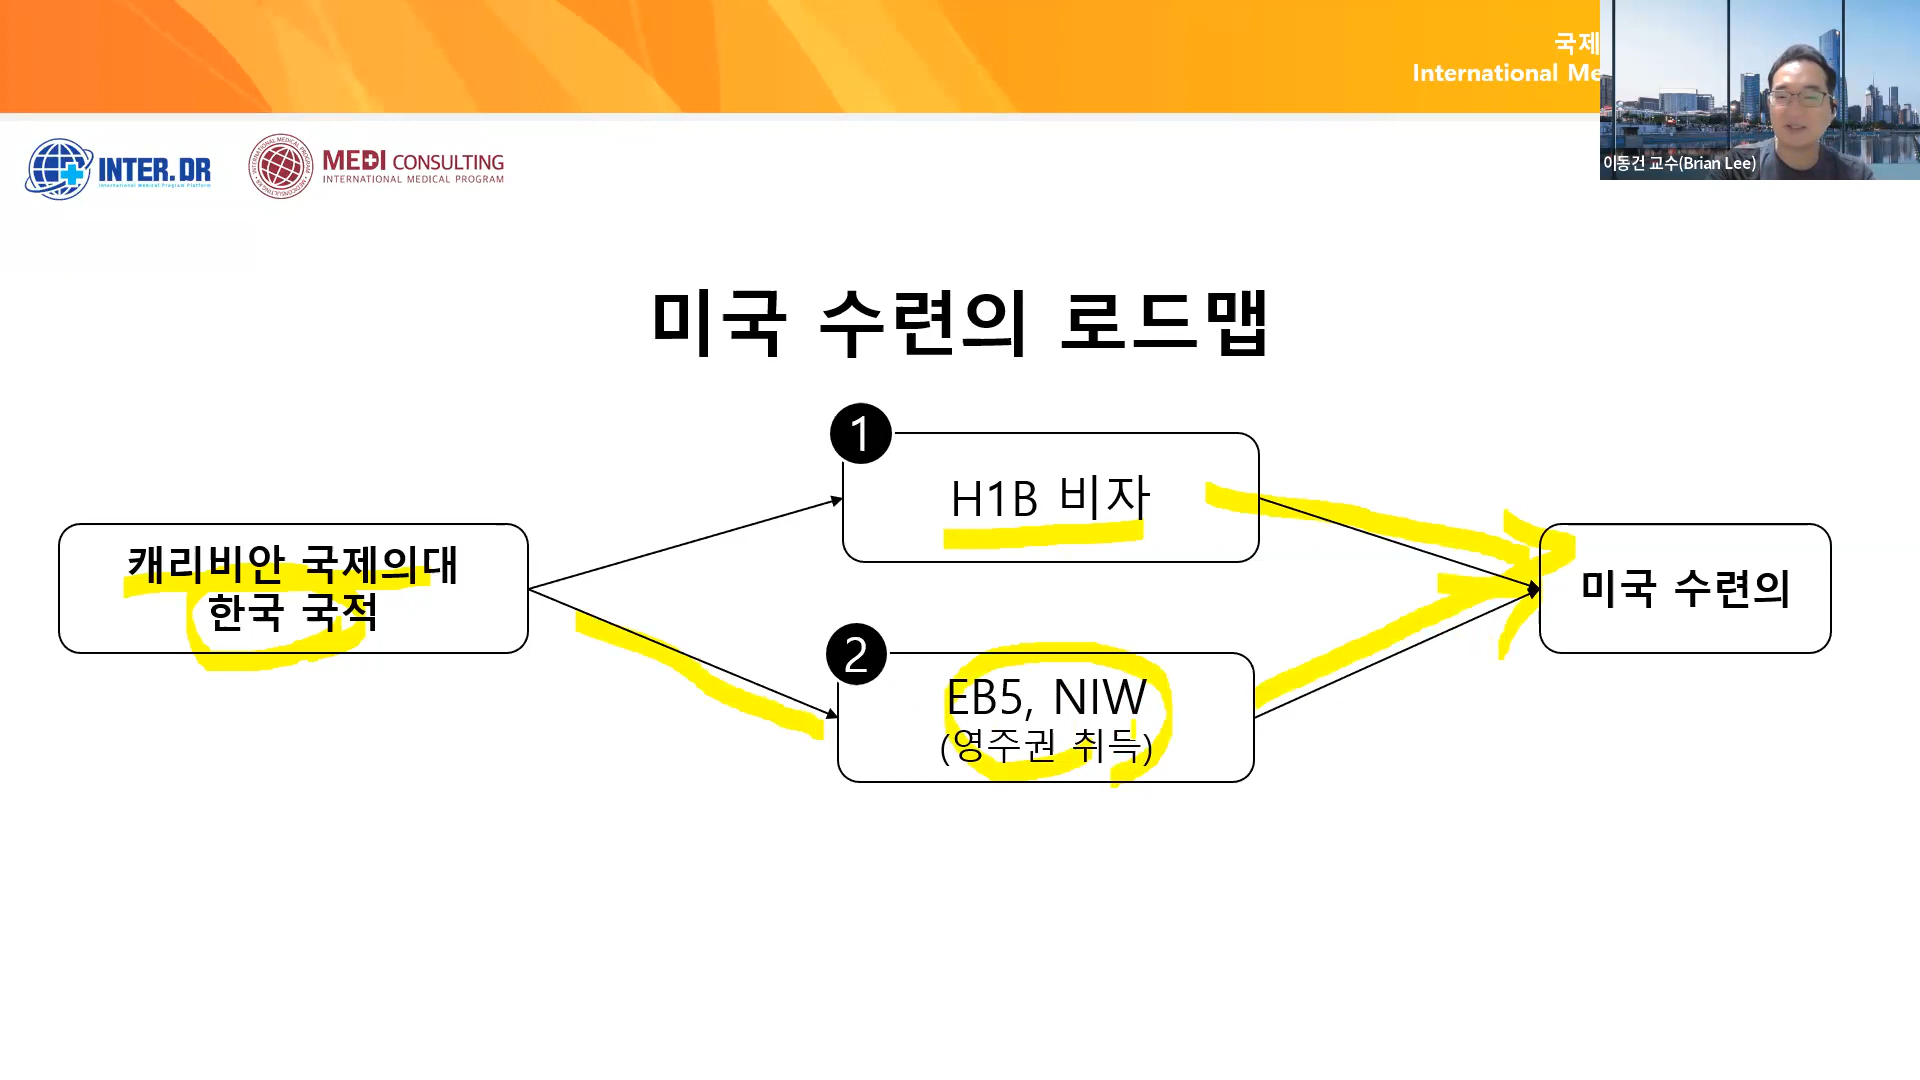 국제
International Me
이동건 교수(Brian Lee)
INTER.DR
International Medical Program Platform
MEDI CONSULTING
INTERNATIONAL MEDICAL PROGRAM
미국 수련의 로드맵
1
H1B 비자
캐리비안 국제의대
한국 국적
미국 수련의
2
EB5, NIW
(영주권 취득)